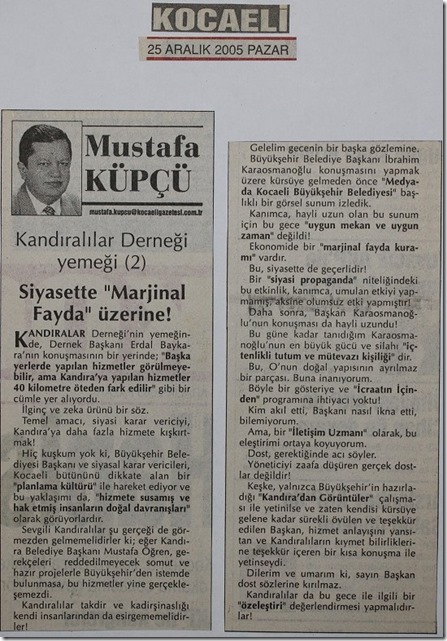 KOCAELİ
25 ARALIK 2005 PAZAR
Mustafa
KÜPÇÜ
mustafa.kupcu@kocaeligazetesi.com.tr
Kandıralılar Derneği
yemeği (2)
Siyasette "Marjinal
Fayda" üzerine!
KANDIRALAR Derneği'nin yemeğin-
de, Dernek Başkanı Erdal Bayka-
ra'nın konuşmasının bir yerinde; "Başka
yerlerde yapılan hizmetler görülmeye-
bilir, ama Kandıra'ya yapılan hizmetler
40 kilometre öteden fark edilir" gibi bir
cümle yer alıyordu.
İlginç ve zeka ürünü bir söz.
Temel amacı, siyasi karar vericiyi,
Kandıra'ya daha fazla hizmete kışkırt-
mak!
Hiç kuşkum yok ki, Büyükşehir Bele-
diyesi Başkanı ve siyasal karar vericileri,
Kocaeli bütününü dikkate alan bir
"planlama kültürü" ile hareket ediyor ve
bu yaklaşımı da, "hizmete susamış ve
hak etmiş insanların doğal davranışları"
olarak görüyorlardır.
Sevgili Kandıralılar şu gerçeği de gör-
mezden gelmemelidirler ki; eğer Kandı-
ra Belediye Başkanı Mustafa Öğren, ge-
rekçeleri reddedilmeyecek somut ve
hazır projelerle Büyükşehir'den istemde
bulunmasa, bu hizmetler yine gerçekle-
şemezdi.
Kandıralılar takdir ve kadirşinaslığı
kendi insanlarından da esirgememelidir-
ler!
Gelelim gecenin bir başka gözlemine.
Büyükşehir Belediye Başkanı İbrahim
Karaosmanoğlu konuşmasını yapmak
üzere kürsüye gelmeden önce "Medya-
da Kocaeli Büyükşehir Belediyesi" baş-
lıklı bir görsel sunum izledik.
Kanımca, hayli uzun olan bu sunum
için bu gece "uygun mekan ve uygun
zaman" değildi!
Ekonomide bir "marjinal fayda kura-
mı" vardır.
Bu, siyasette de geçerlidir!
Bir "siyasi propaganda" niteliğindeki
bu etkinlik, kanımca, umulan etkiyi yap-
mamış, aksine olumsuz etki yapmıştır!
Daha sonra, Başkan Karaosmanoğ-
lu'nun konuşması da hayli uzundu!
Bu güne kadar tanıdığım Karaosma-
noğlu'nun en büyük gücü ve silahı "iç-
tenlikli tutum ve mütevazı kişiliği" dir.
Bu, O'nun doğal yapısının ayrılmaz
bir parçası. Buna inanıyorum.
Böyle bir gösteriye ve "İcraatın İçin-
den" programına ihtiyacı yoktu!
Kim akıl etti, Başkanı nasıl ikna etti,
bilemiyorum.
Ama, bir "İletişim Uzmanı" olarak, bu
eleştirimi ortaya koyuyorum.
Dost, gerektiğinde acı söyler.
Yöneticiyi zaafa düşüren gerçek dost-
lar değildir!
Keşke, yalnızca Büyükşehir'in hazırla-
dığı "Kandıra'dan Görüntüler" çalışma-
sı ile yetinilse ve zaten kendisi kürsüye
gelene kadar sürekli övülen ve teşekkür
edilen Başkan, hizmet anlayışını yansı-
tan ve Kandıralıların kıymet bilirlikleri-
ne teşekkür içeren bir kısa konuşma ile
yetinseydi.
Dilerim ve umarım ki, sayın Başkan
dost sözlerine kırılmaz.
Kandıralılar da bu gece ile ilgili bir
"özeleştiri" değerlendirmesi yapmalıdır-
lar!